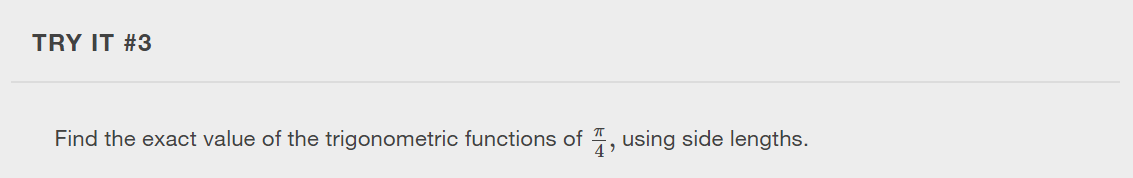 TRY IT #3
Find the exact value of the trigonometric functions of π/4, using side lengths.